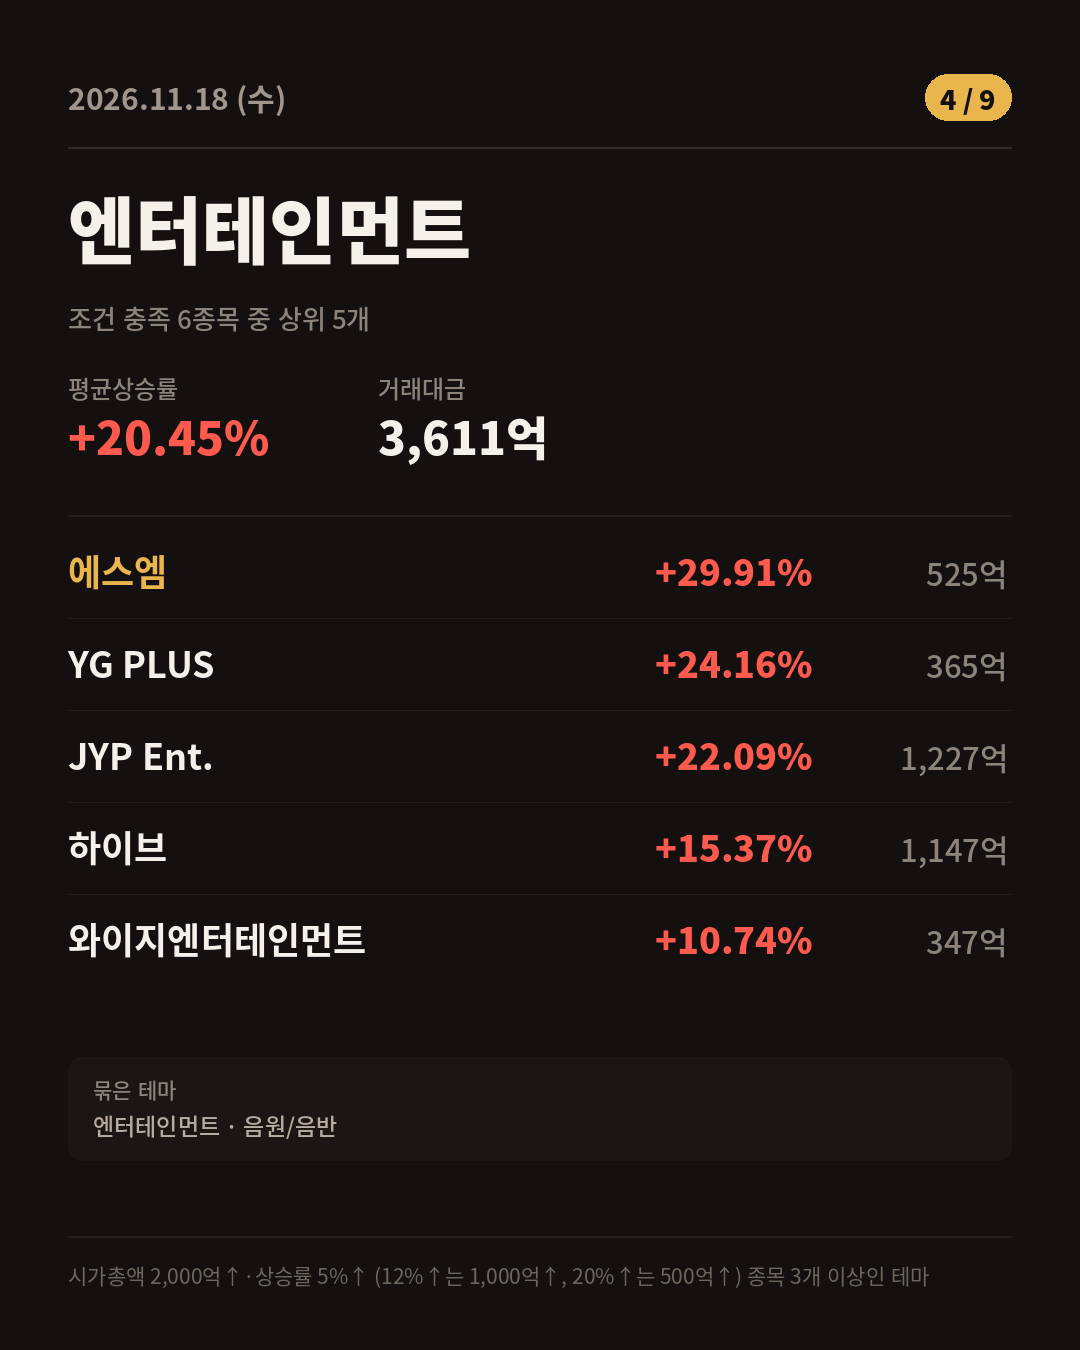 2026.11.18 (수)
4 / 9
엔터테인먼트
조건 충족 6종목 중 상위 5개
평균상승률 거래대금
+20.45% 3,611억
에스엠 +29.91% 525억
YG PLUS +24.16% 365억
JYP Ent. +22.09% 1,227억
하이브 +15.37% 1,147억
와이지엔터테인먼트 +10.74% 347억
묶은 테마
엔터테인먼트 · 음원/음반
시가총액 2,000억↑ · 상승률 5%↑ (12%↑는 1,000억↑, 20%↑는 500억↑) 종목 3개 이상인 테마